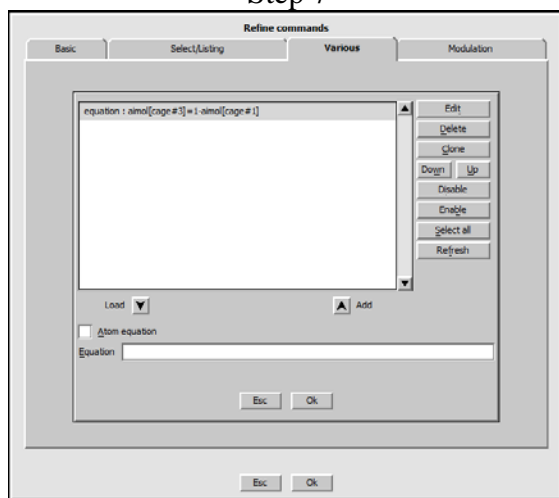 Step 7
Refine commands
Basic Select/Listing Various Modulation
equation : aimol[cage#3]=1-aimol[cage#1]
Edit
Delete
Clone
Down Up
Disable
Enable
Select all
Refresh
Load Add
Atom equation
Equation
Esc Ok
Esc Ok